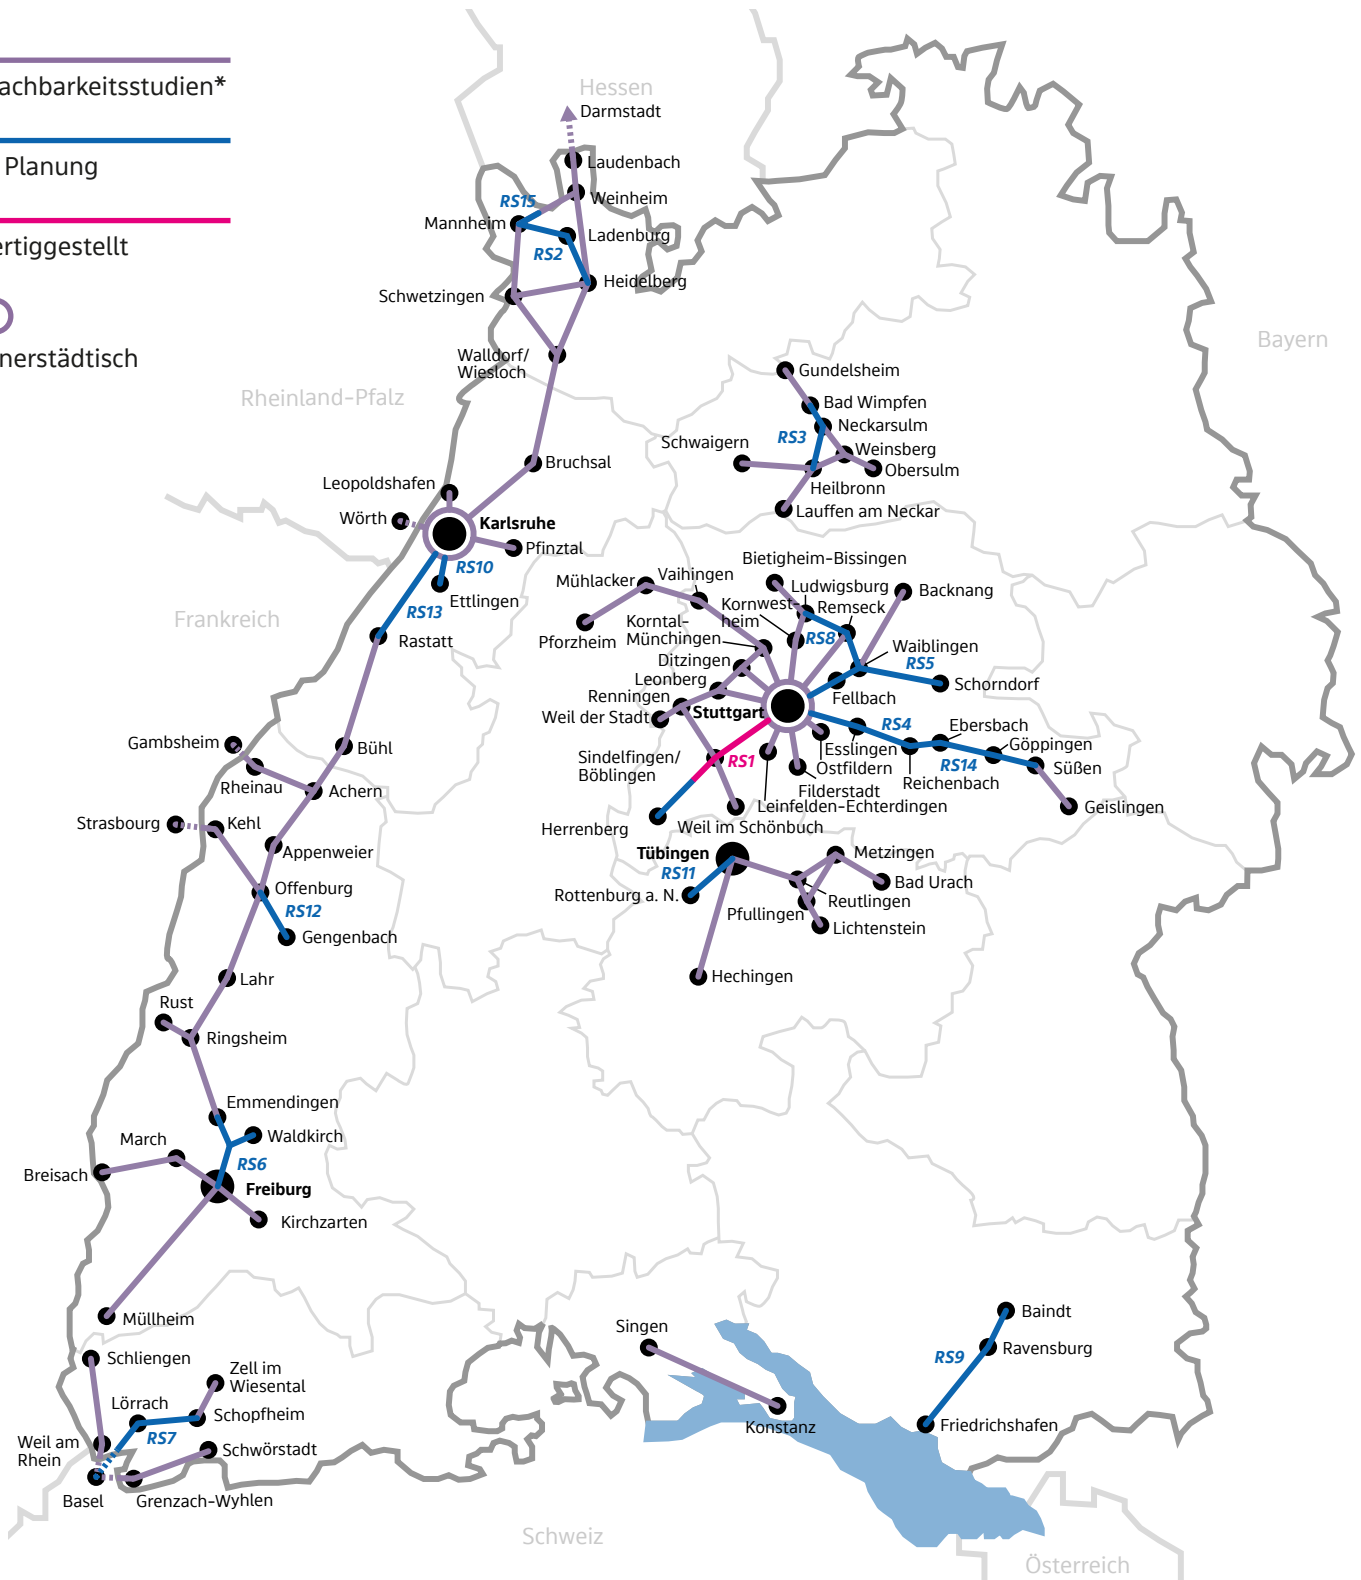 achbarkeitsstudien*
Planung
ertiggestellt
nerstädtisch
Hessen
Darmstadt
Laudenbach
Weinheim
RS15
Mannheim
Ladenburg
RS2
Heidelberg
Schwetzingen
Walldorf/
Wiesloch
Bayern
Rheinland-Pfalz
Gundelsheim
Bad Wimpfen
Neckarsulm
RS3
Schwaigern
Weinsberg
Obersulm
Heilbronn
Lauffen am Neckar
Bruchsal
Leopoldshafen
Wörth
Karlsruhe
Pfinztal
RS10
Ettlingen
RS13
Rastatt
Frankreich
Bietigheim-Bissingen
Mühlacker
Vaihingen
Ludwigsburg
Backnang
Kornwest-
heim
Remseck
Pforzheim
Korntal-
Münchingen
RS8
Waiblingen
RS5
Ditzingen
Leonberg
Renningen
Fellbach
Schorndorf
Weil der Stadt
Stuttgart
RS4
Ebersbach
Göppingen
Esslingen
Sindelfingen/
Böblingen
RS1
Ostfildern
RS14
Süßen
Reichenbach
Filderstadt
Leinfelden-Echterdingen
Geislingen
Herrenberg
Weil im Schönbuch
Gambsheim
Bühl
Rheinau
Achern
Strasbourg
Kehl
Appenweier
Offenburg
RS12
Gengenbach
Tübingen
Metzingen
RS11
Bad Urach
Rottenburg a. N.
Reutlingen
Pfullingen
Lichtenstein
Hechingen
Lahr
Rust
Ringsheim
Emmendingen
March
Waldkirch
Breisach
RS6
Freiburg
Kirchzarten
Müllheim
Schliengen
Zell im
Wiesental
Lörrach
Schopfheim
RS7
Weil am
Rhein
Schwörstadt
Basel
Grenzach-Wyhlen
Singen
Konstanz
Baindt
Ravensburg
RS9
Friedrichshafen
Schweiz
Österreich